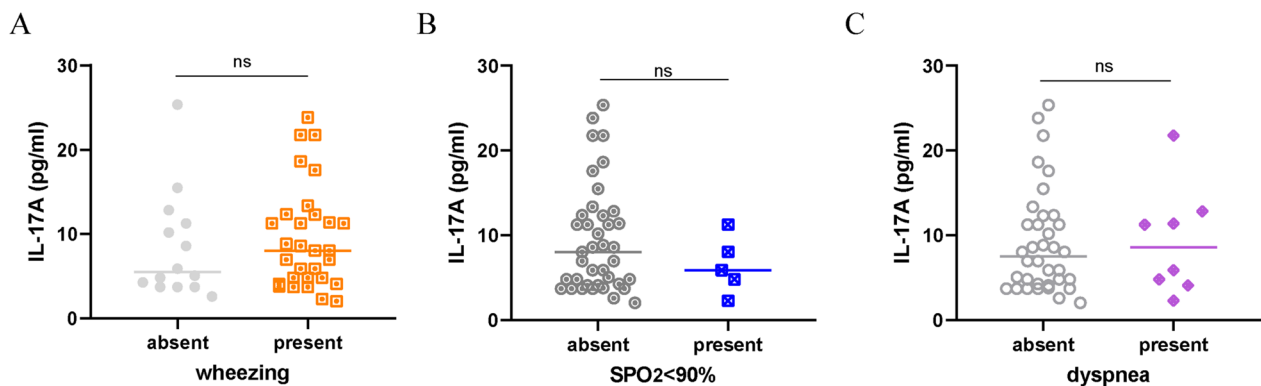 A
IL-17A (pg/ml)
30
20
10
0
ns
absent
present
wheezing
B
IL-17A (pg/ml)
30
20
10
0
ns
absent
present
SPO2<90%
C
IL-17A (pg/ml)
30
20
10
0
ns
absent
present
dyspnea